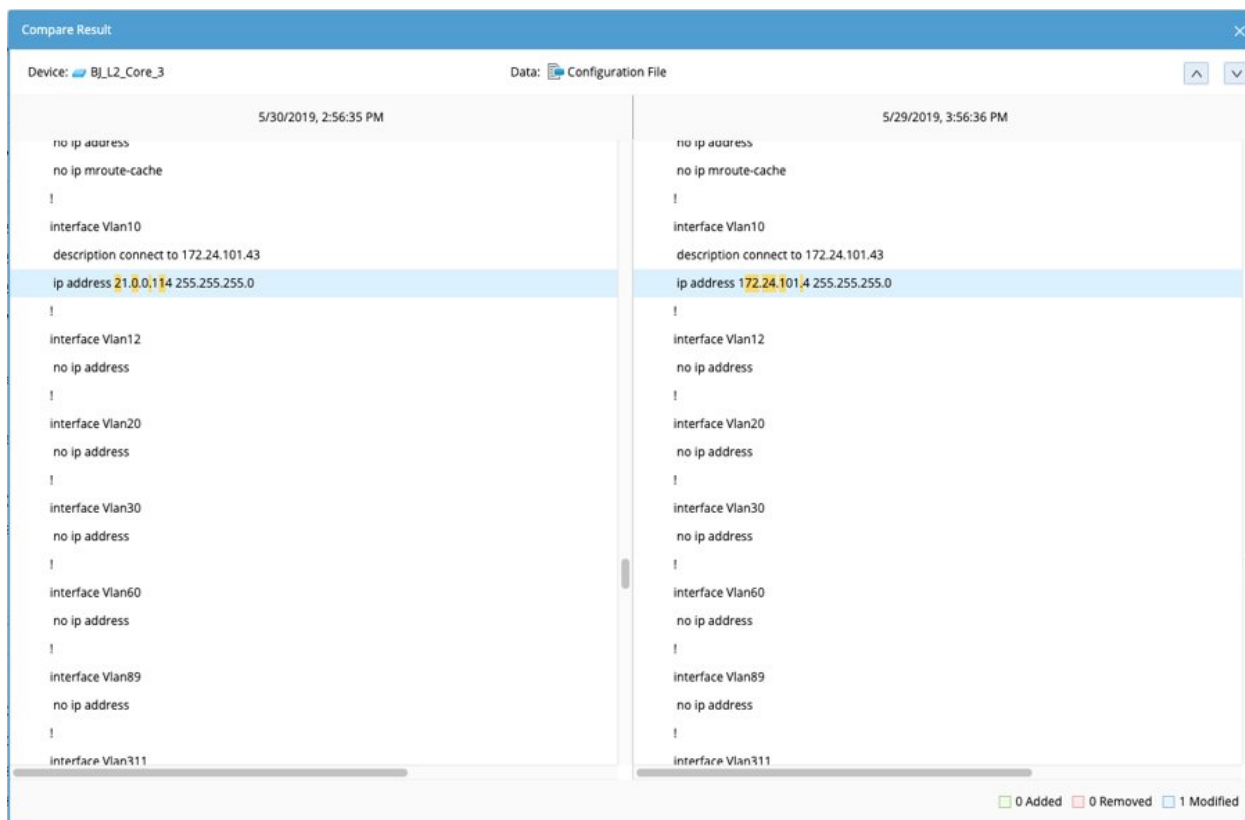 Compare Result
Device: BJ_L2_Core_3
Data: Configuration File
5/30/2019, 2:56:35 PM
no ip address
no ip mroute-cache
!
interface Vlan10
description connect to 172.24.101.43
ip address 21.0.0.114 255.255.255.0
!
interface Vlan12
no ip address
!
interface Vlan20
no ip address
!
interface Vlan30
no ip address
!
interface Vlan60
no ip address
!
interface Vlan89
no ip address
!
interface Vlan311
5/29/2019, 3:56:36 PM
no ip address
no ip mroute-cache
!
interface Vlan10
description connect to 172.24.101.43
ip address 172.24.101.4 255.255.255.0
!
interface Vlan12
no ip address
!
interface Vlan20
no ip address
!
interface Vlan30
no ip address
!
interface Vlan60
no ip address
!
interface Vlan89
no ip address
!
interface Vlan311
0 Added 0 Removed 1 Modified